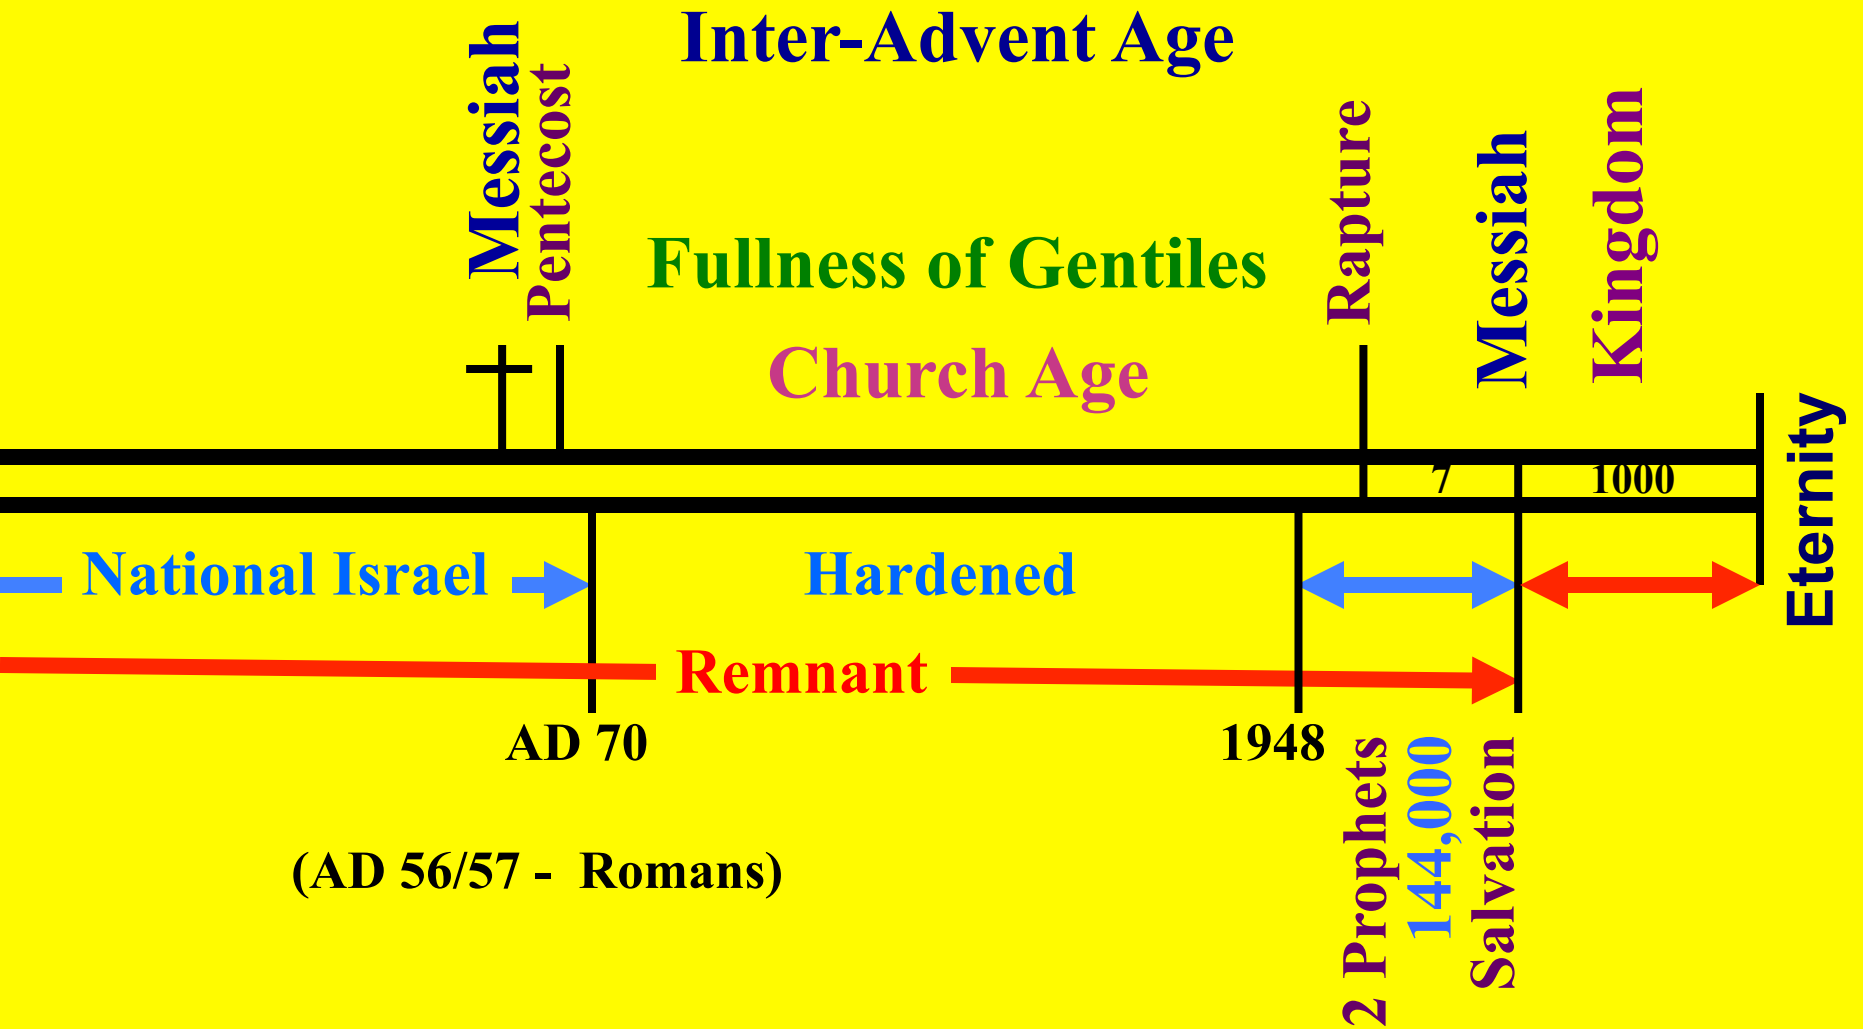 Inter-Advent Age
Messiah
Pentecost
Rapture
Messiah
Kingdom
Fullness of Gentiles
Church Age
Eternity
7
1000
National Israel
Hardened
Remnant
AD 70
1948
2 Prophets
144,000
Salvation
(AD 56/57 - Romans)